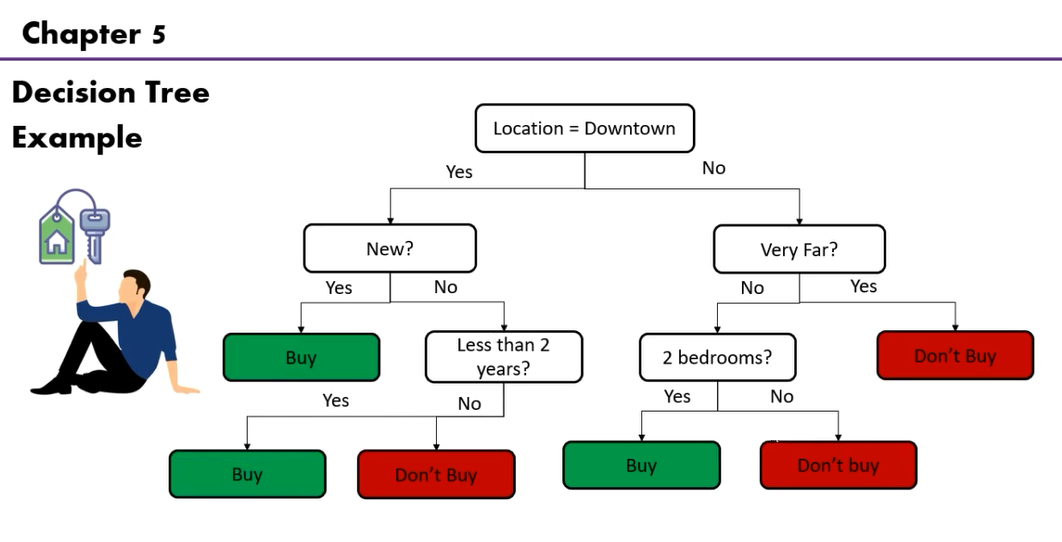 Chapter 5
Decision Tree
Example
Location = Downtown
Yes
No
New?
Very Far?
Yes
No
No
Yes
Buy
Less than 2
years?
2 bedrooms?
Don't Buy
Yes
No
Yes
No
Buy
Don't Buy
Buy
Don't buy